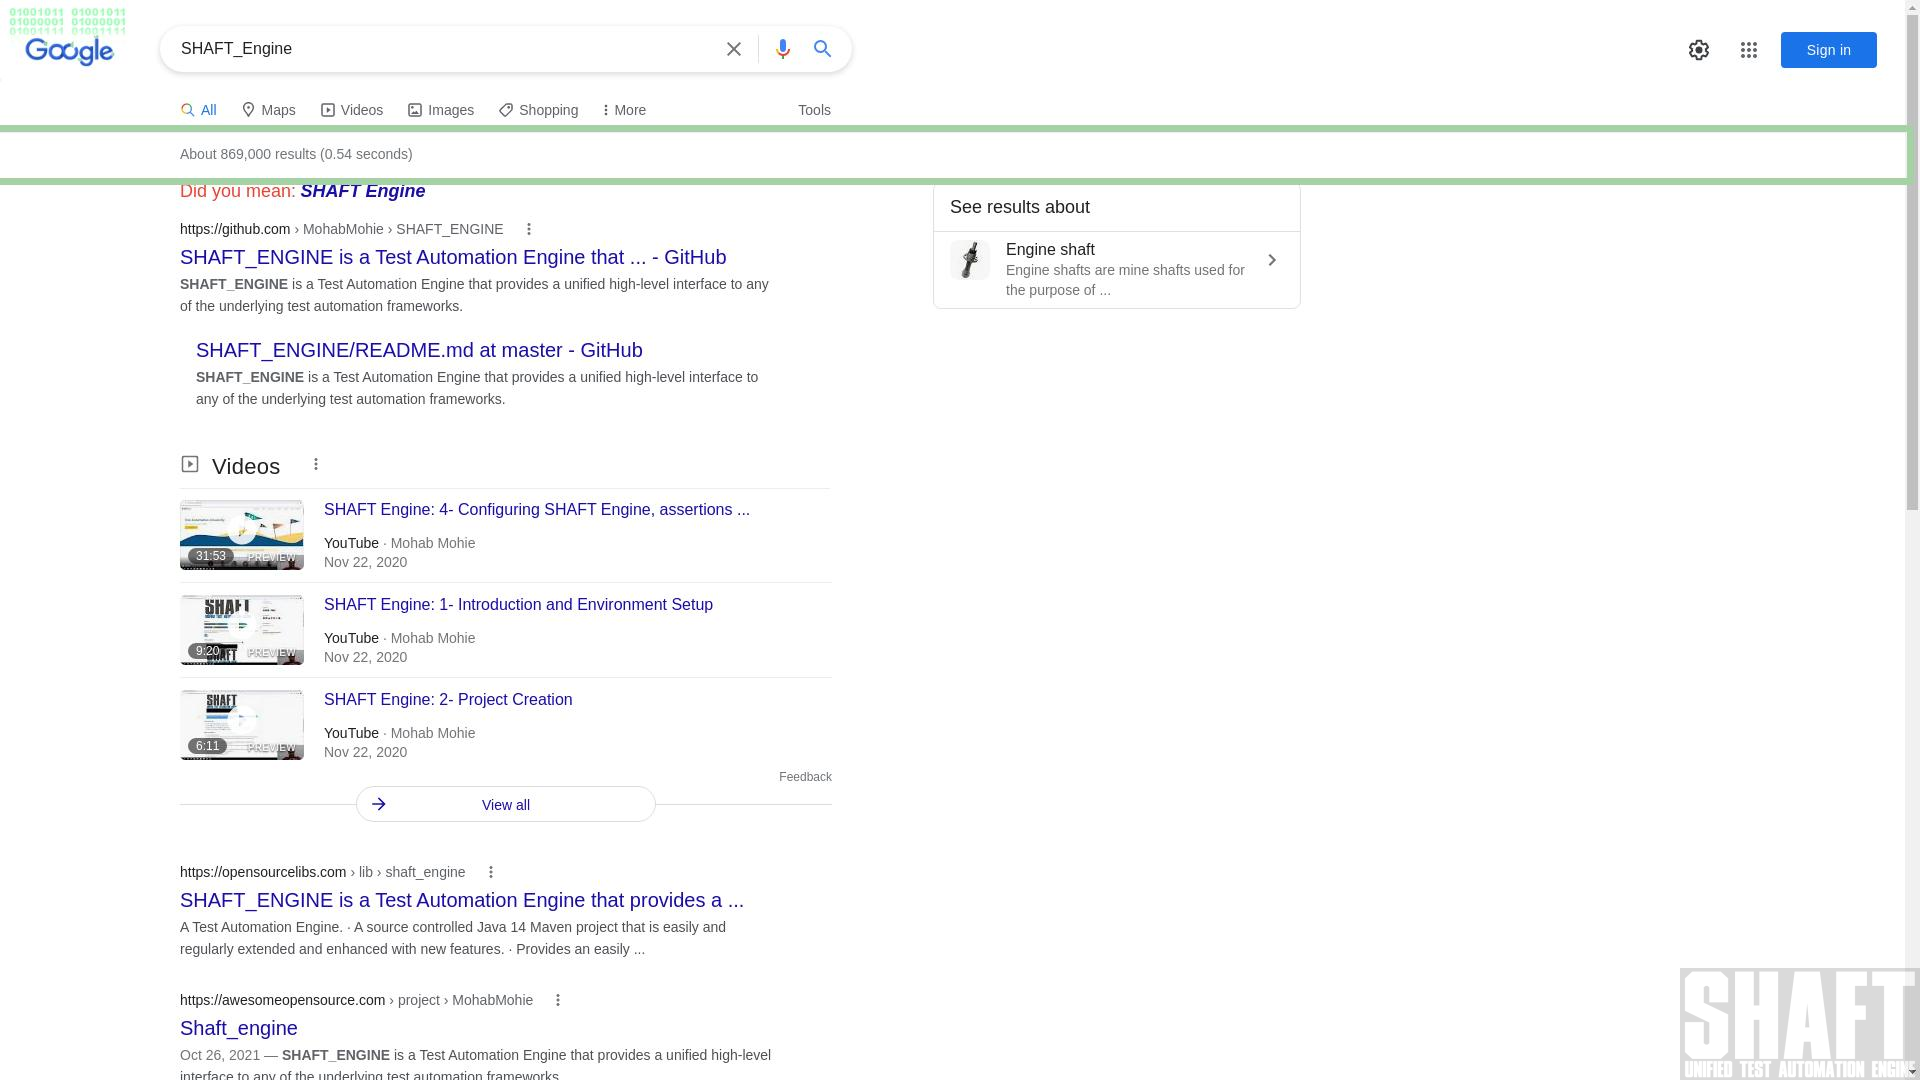 01001011 01001011
01000001 01000001
01001111 01001111
Google
SHAFT_Engine
Sign in
All Maps Videos Images Shopping More Tools
About 869,000 results (0.54 seconds)
Did you mean: SHAFT Engine
https://github.com › MohabMohie › SHAFT_ENGINE
SHAFT_ENGINE is a Test Automation Engine that ... - GitHub
SHAFT_ENGINE is a Test Automation Engine that provides a unified high-level interface to any
of the underlying test automation frameworks.
SHAFT_ENGINE/README.md at master - GitHub
SHAFT_ENGINE is a Test Automation Engine that provides a unified high-level interface to
any of the underlying test automation frameworks.
See results about
Engine shaft
Engine shafts are mine shafts used for
the purpose of ...
Videos
SHAFT Engine: 4- Configuring SHAFT Engine, assertions ...
YouTube · Mohab Mohie
Nov 22, 2020
31:53 PREVIEW
SHAFT Engine: 1- Introduction and Environment Setup
SHAFT
YouTube · Mohab Mohie
Nov 22, 2020
9:20 PREVIEW
SHAFT Engine: 2- Project Creation
SHAFT
YouTube · Mohab Mohie
Nov 22, 2020
6:11 PREVIEW
Feedback
View all
https://opensourcelibs.com › lib › shaft_engine
SHAFT_ENGINE is a Test Automation Engine that provides a ...
A Test Automation Engine. · A source controlled Java 14 Maven project that is easily and
regularly extended and enhanced with new features. · Provides an easily ...
https://awesomeopensource.com › project › MohabMohie
Shaft_engine
Oct 26, 2021 — SHAFT_ENGINE is a Test Automation Engine that provides a unified high-level
interface to any of the underlying test automation frameworks.
SHAFT
UNIFIED TEST AUTOMATION ENGINE